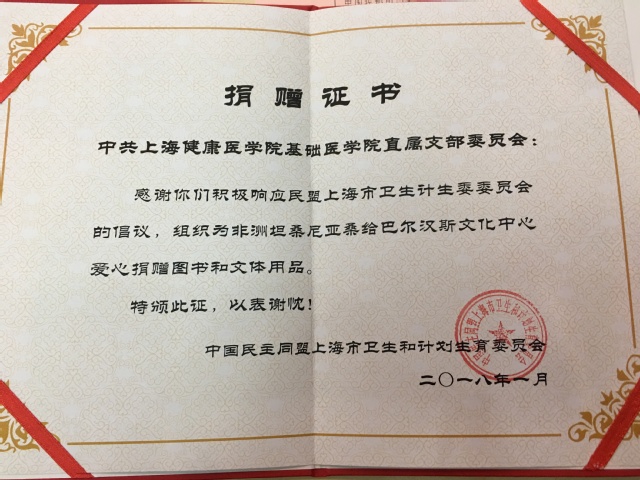 捐赠证书
中共上海健康医学院基础医学院直属支部委员会：
感谢你们积极响应民盟上海市卫生计生委委员会
的倡议，组织为非洲坦桑尼亚桑给巴尔汉斯文化中心
爱心捐赠图书和文体用品。
特颁此证，以表谢忱！
中国民主同盟上海市卫生和计划生育委员会
二〇一八年一月